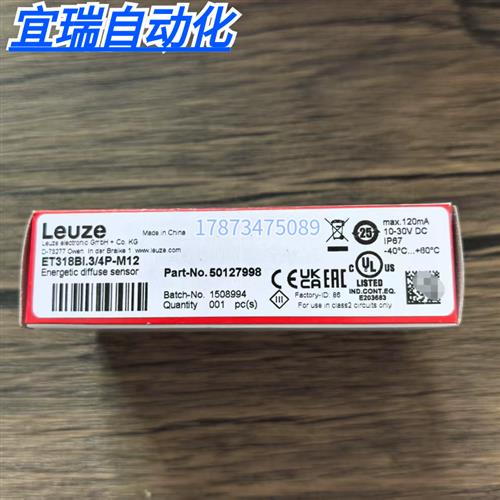 宜瑞自动化
Leuze
Leuze electronic GmbH + Co. KG
D-73277 Owen, In der Braike 1 www.leuze.com
ET318BI.3/4P-M12
Energetic diffuse sensor
Made in China
17873475089
Part-No.50127998
Batch-No. 1508994
Quantity 001 pc(s)
CE UK CA EAC
Factory-ID: 86
For use in class2 circuits only
25
max.120mA
10-30V DC
IP67
-40°C...+60°C
c UL US
LISTED
IND.CONT.EQ.
E203683